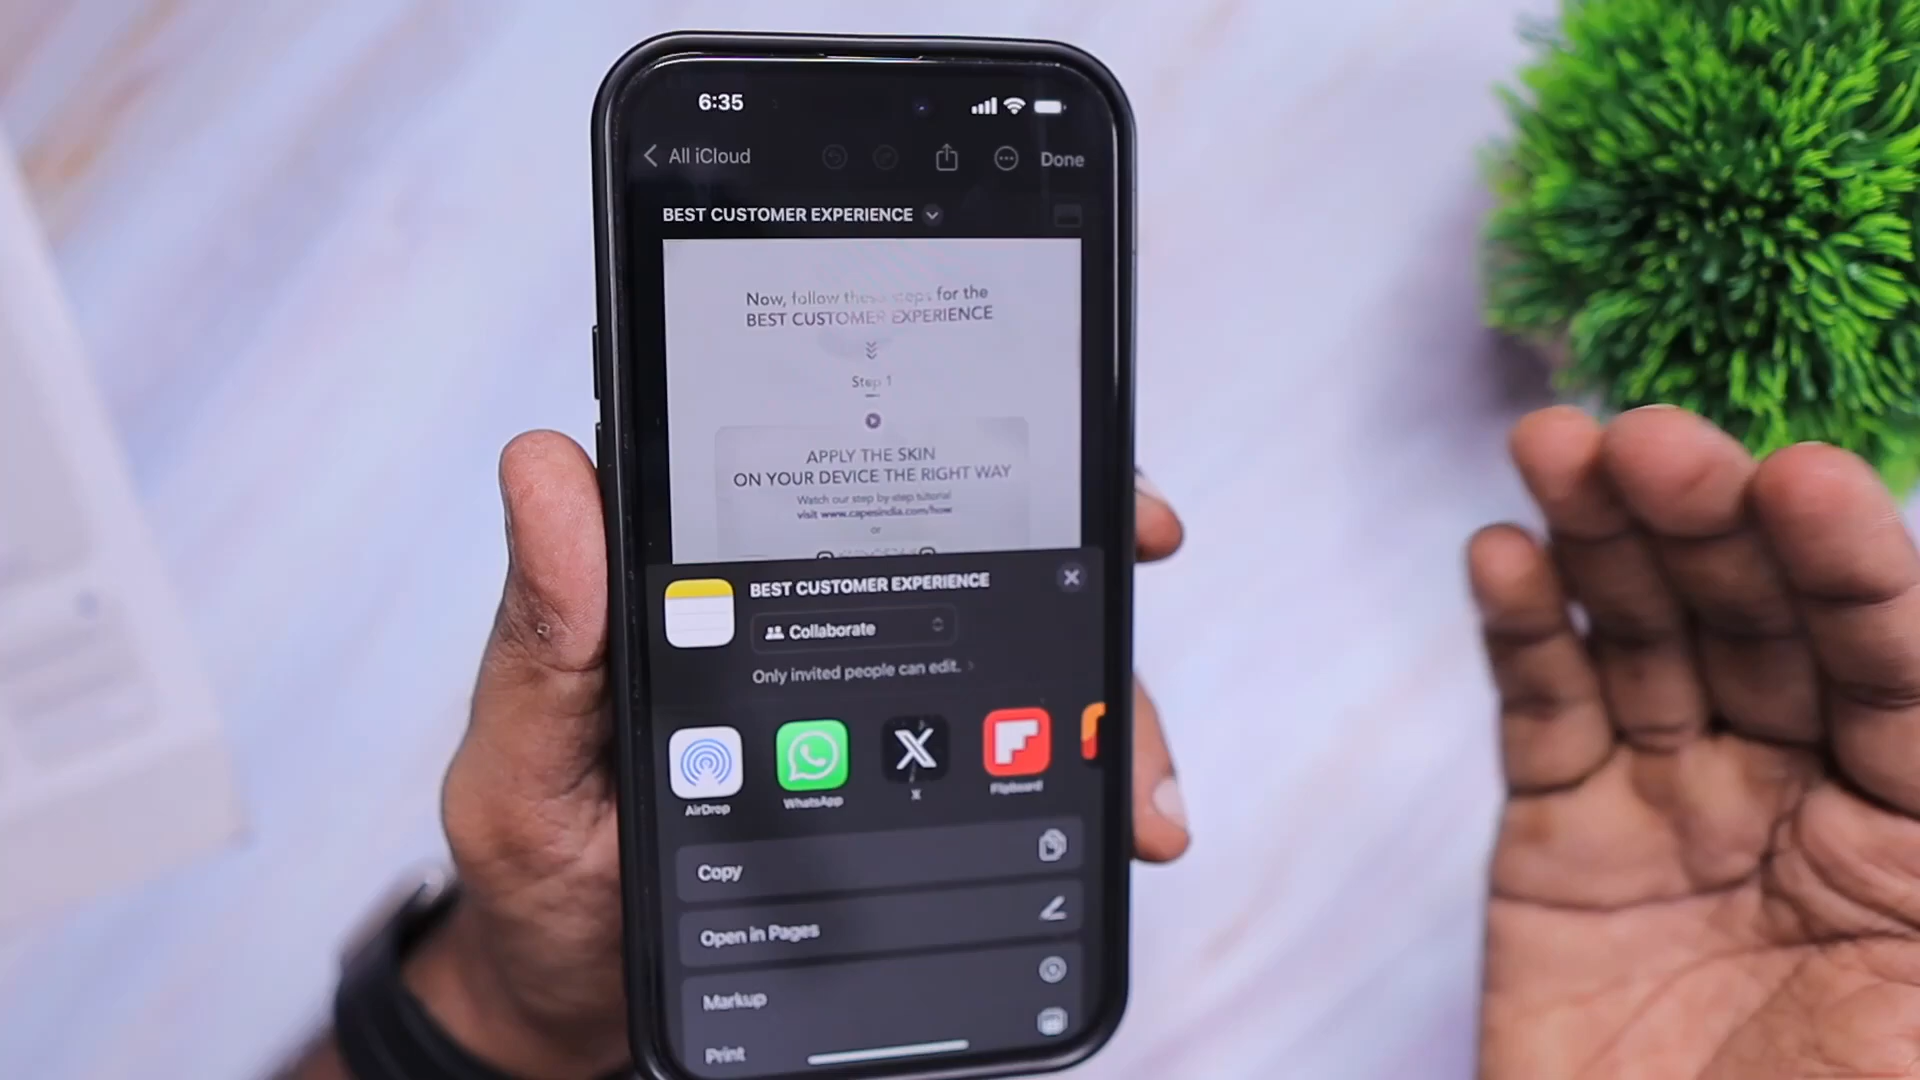 6:35
All iCloud
Done
BEST CUSTOMER EXPERIENCE
Now, follow these steps for the
BEST CUSTOMER EXPERIENCE
Step 1
APPLY THE SKIN
ON YOUR DEVICE THE RIGHT WAY
Watch our step by step tutorial
visit www.capesindia.com/how
or
BEST CUSTOMER EXPERIENCE
Collaborate
Only invited people can edit.
AirDrop
WhatsApp
X
Flipboard
Copy
Open in Pages
Markup
Print